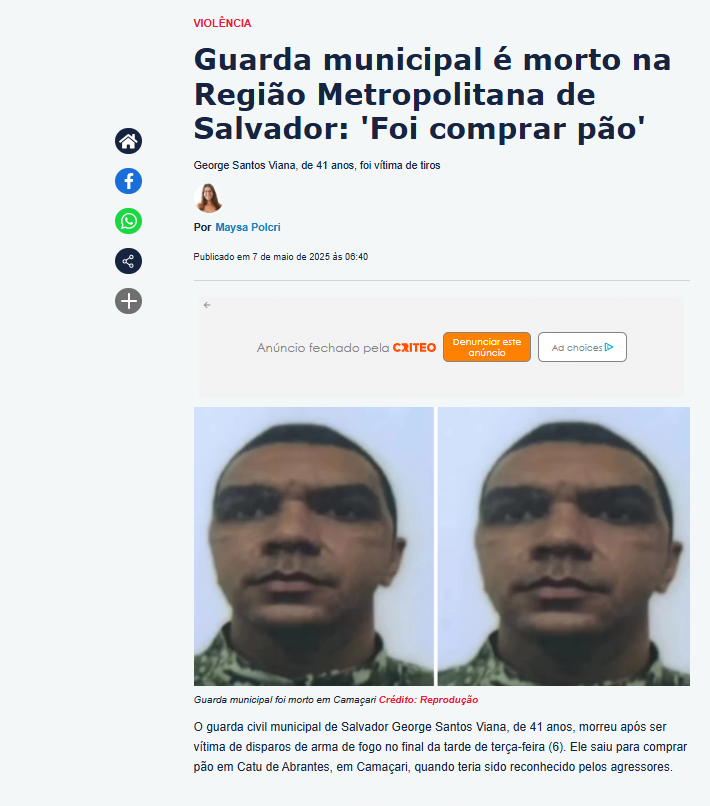 VIOLÊNCIA
Guarda municipal é morto na
Região Metropolitana de
Salvador: 'Foi comprar pão'
George Santos Viana, de 41 anos, foi vítima de tiros
Por Maysa Polcri
Publicado em 7 de maio de 2025 às 06:40
Anúncio fechado pela CRITEO
Denunciar este
anúncio
Ad choices
Guarda municipal foi morto em Camaçari Crédito: Reprodução
O guarda civil municipal de Salvador George Santos Viana, de 41 anos, morreu após ser
vítima de disparos de arma de fogo no final da tarde de terça-feira (6). Ele saiu para comprar
pão em Catu de Abrantes, em Camaçari, quando teria sido reconhecido pelos agressores.